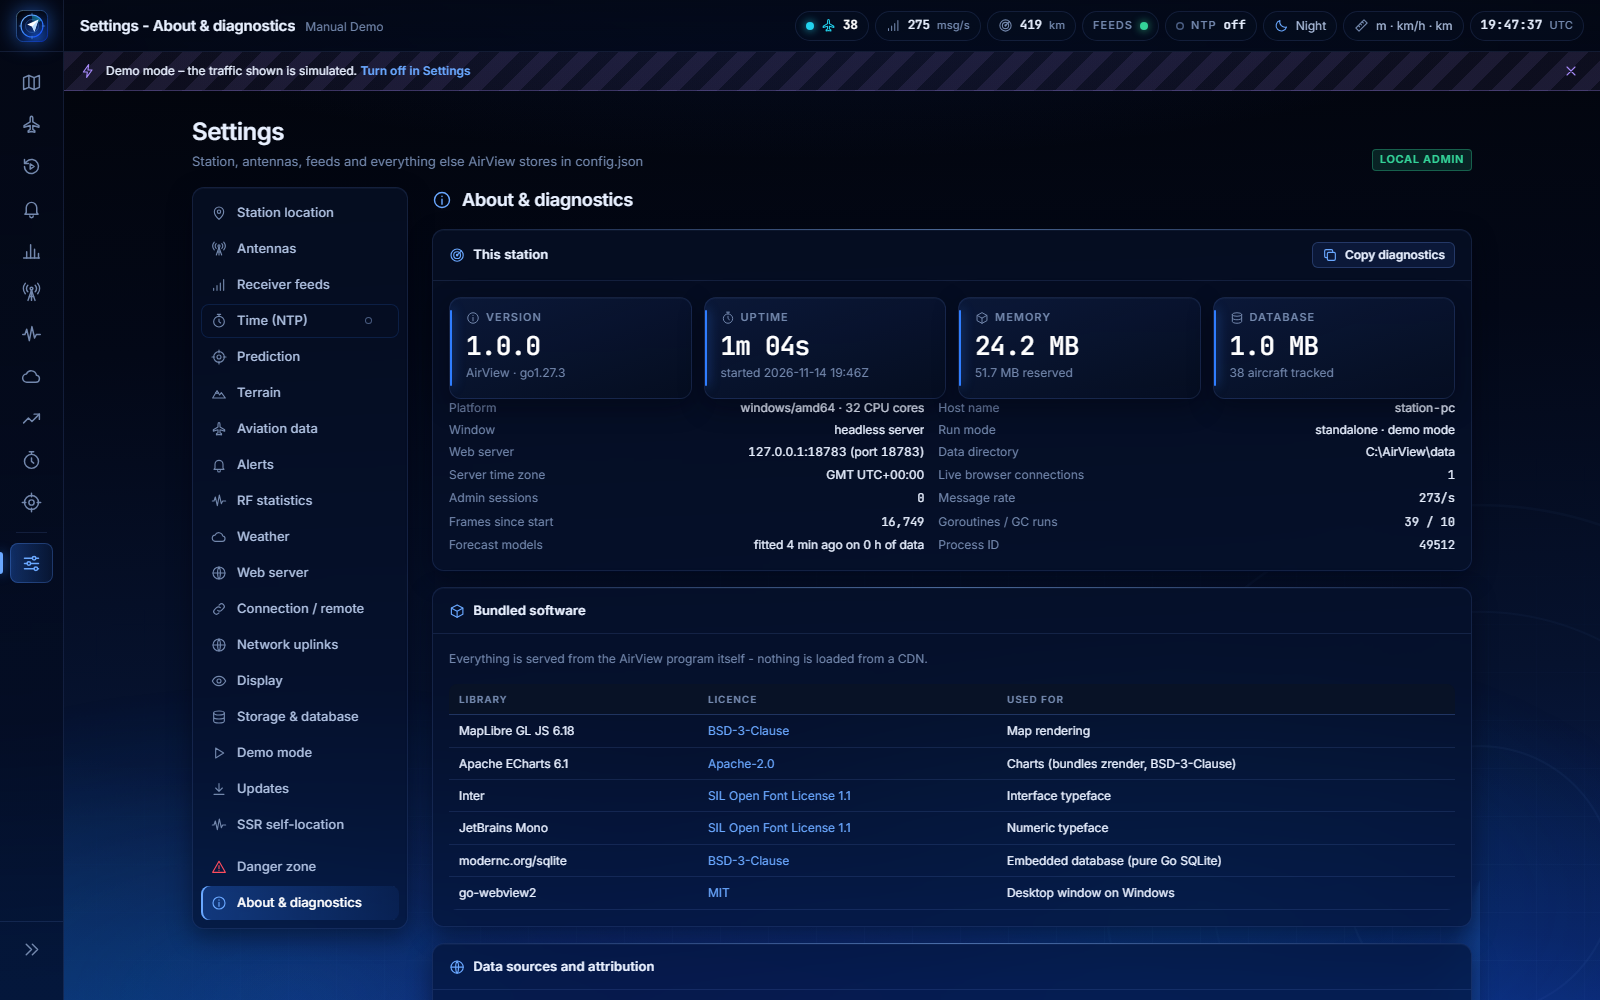 Settings - About & diagnostics Manual Demo 38 275 msg/s 419 km FEEDS NTP off Night m · km/h · km 19:47:37 UTC
Demo mode – the traffic shown is simulated. Turn off in Settings
Settings
Station, antennas, feeds and everything else AirView stores in config.json
LOCAL ADMIN
Station location
Antennas
Receiver feeds
Time (NTP)
Prediction
Terrain
Aviation data
Alerts
RF statistics
Weather
Web server
Connection / remote
Network uplinks
Display
Storage & database
Demo mode
Updates
SSR self-location
Danger zone
About & diagnostics
About & diagnostics
This station
Copy diagnostics
VERSION
1.0.0
AirView · go1.27.3
UPTIME
1m 04s
started 2026-11-14 19:46Z
MEMORY
24.2 MB
51.7 MB reserved
DATABASE
1.0 MB
38 aircraft tracked
Platform windows/amd64 · 32 CPU cores Host name station-pc
Window headless server Run mode standalone · demo mode
Web server 127.0.0.1:18783 (port 18783) Data directory C:\AirView\data
Server time zone GMT UTC+00:00 Live browser connections 1
Admin sessions 0 Message rate 273/s
Frames since start 16,749 Goroutines / GC runs 39 / 10
Forecast models fitted 4 min ago on 0 h of data Process ID 49512
Bundled software
Everything is served from the AirView program itself - nothing is loaded from a CDN.
LIBRARY LICENCE USED FOR
MapLibre GL JS 6.18 BSD-3-Clause Map rendering
Apache ECharts 6.1 Apache-2.0 Charts (bundles zrender, BSD-3-Clause)
Inter SIL Open Font License 1.1 Interface typeface
JetBrains Mono SIL Open Font License 1.1 Numeric typeface
modernc.org/sqlite BSD-3-Clause Embedded database (pure Go SQLite)
go-webview2 MIT Desktop window on Windows
Data sources and attribution